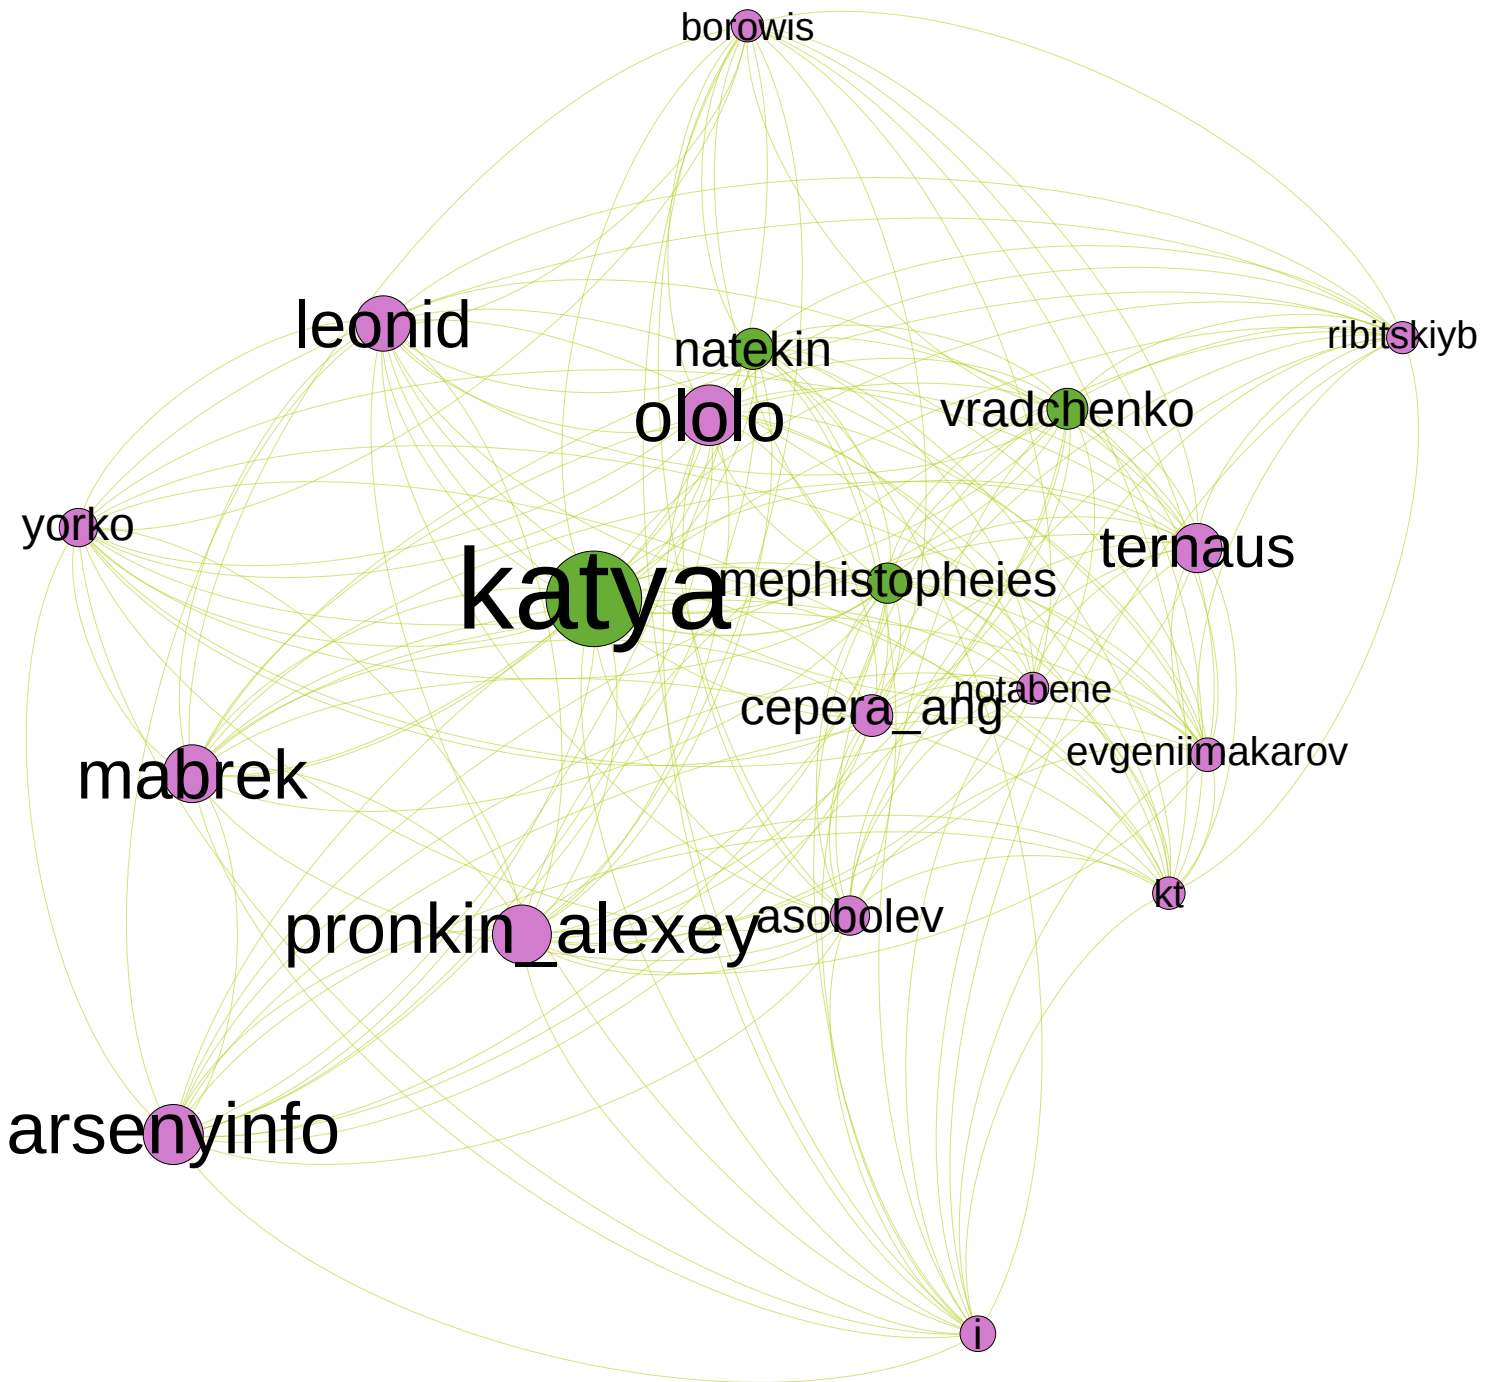 borowis
leonid
natekin
ribitskiyb
ololo
vradchenko
yorko
ternaus
katya
mephistopheies
notabene
cepera_ang
evgeniimakarov
mabrek
kt
pronkin_alexey
asobolev
arsenyinfo
i